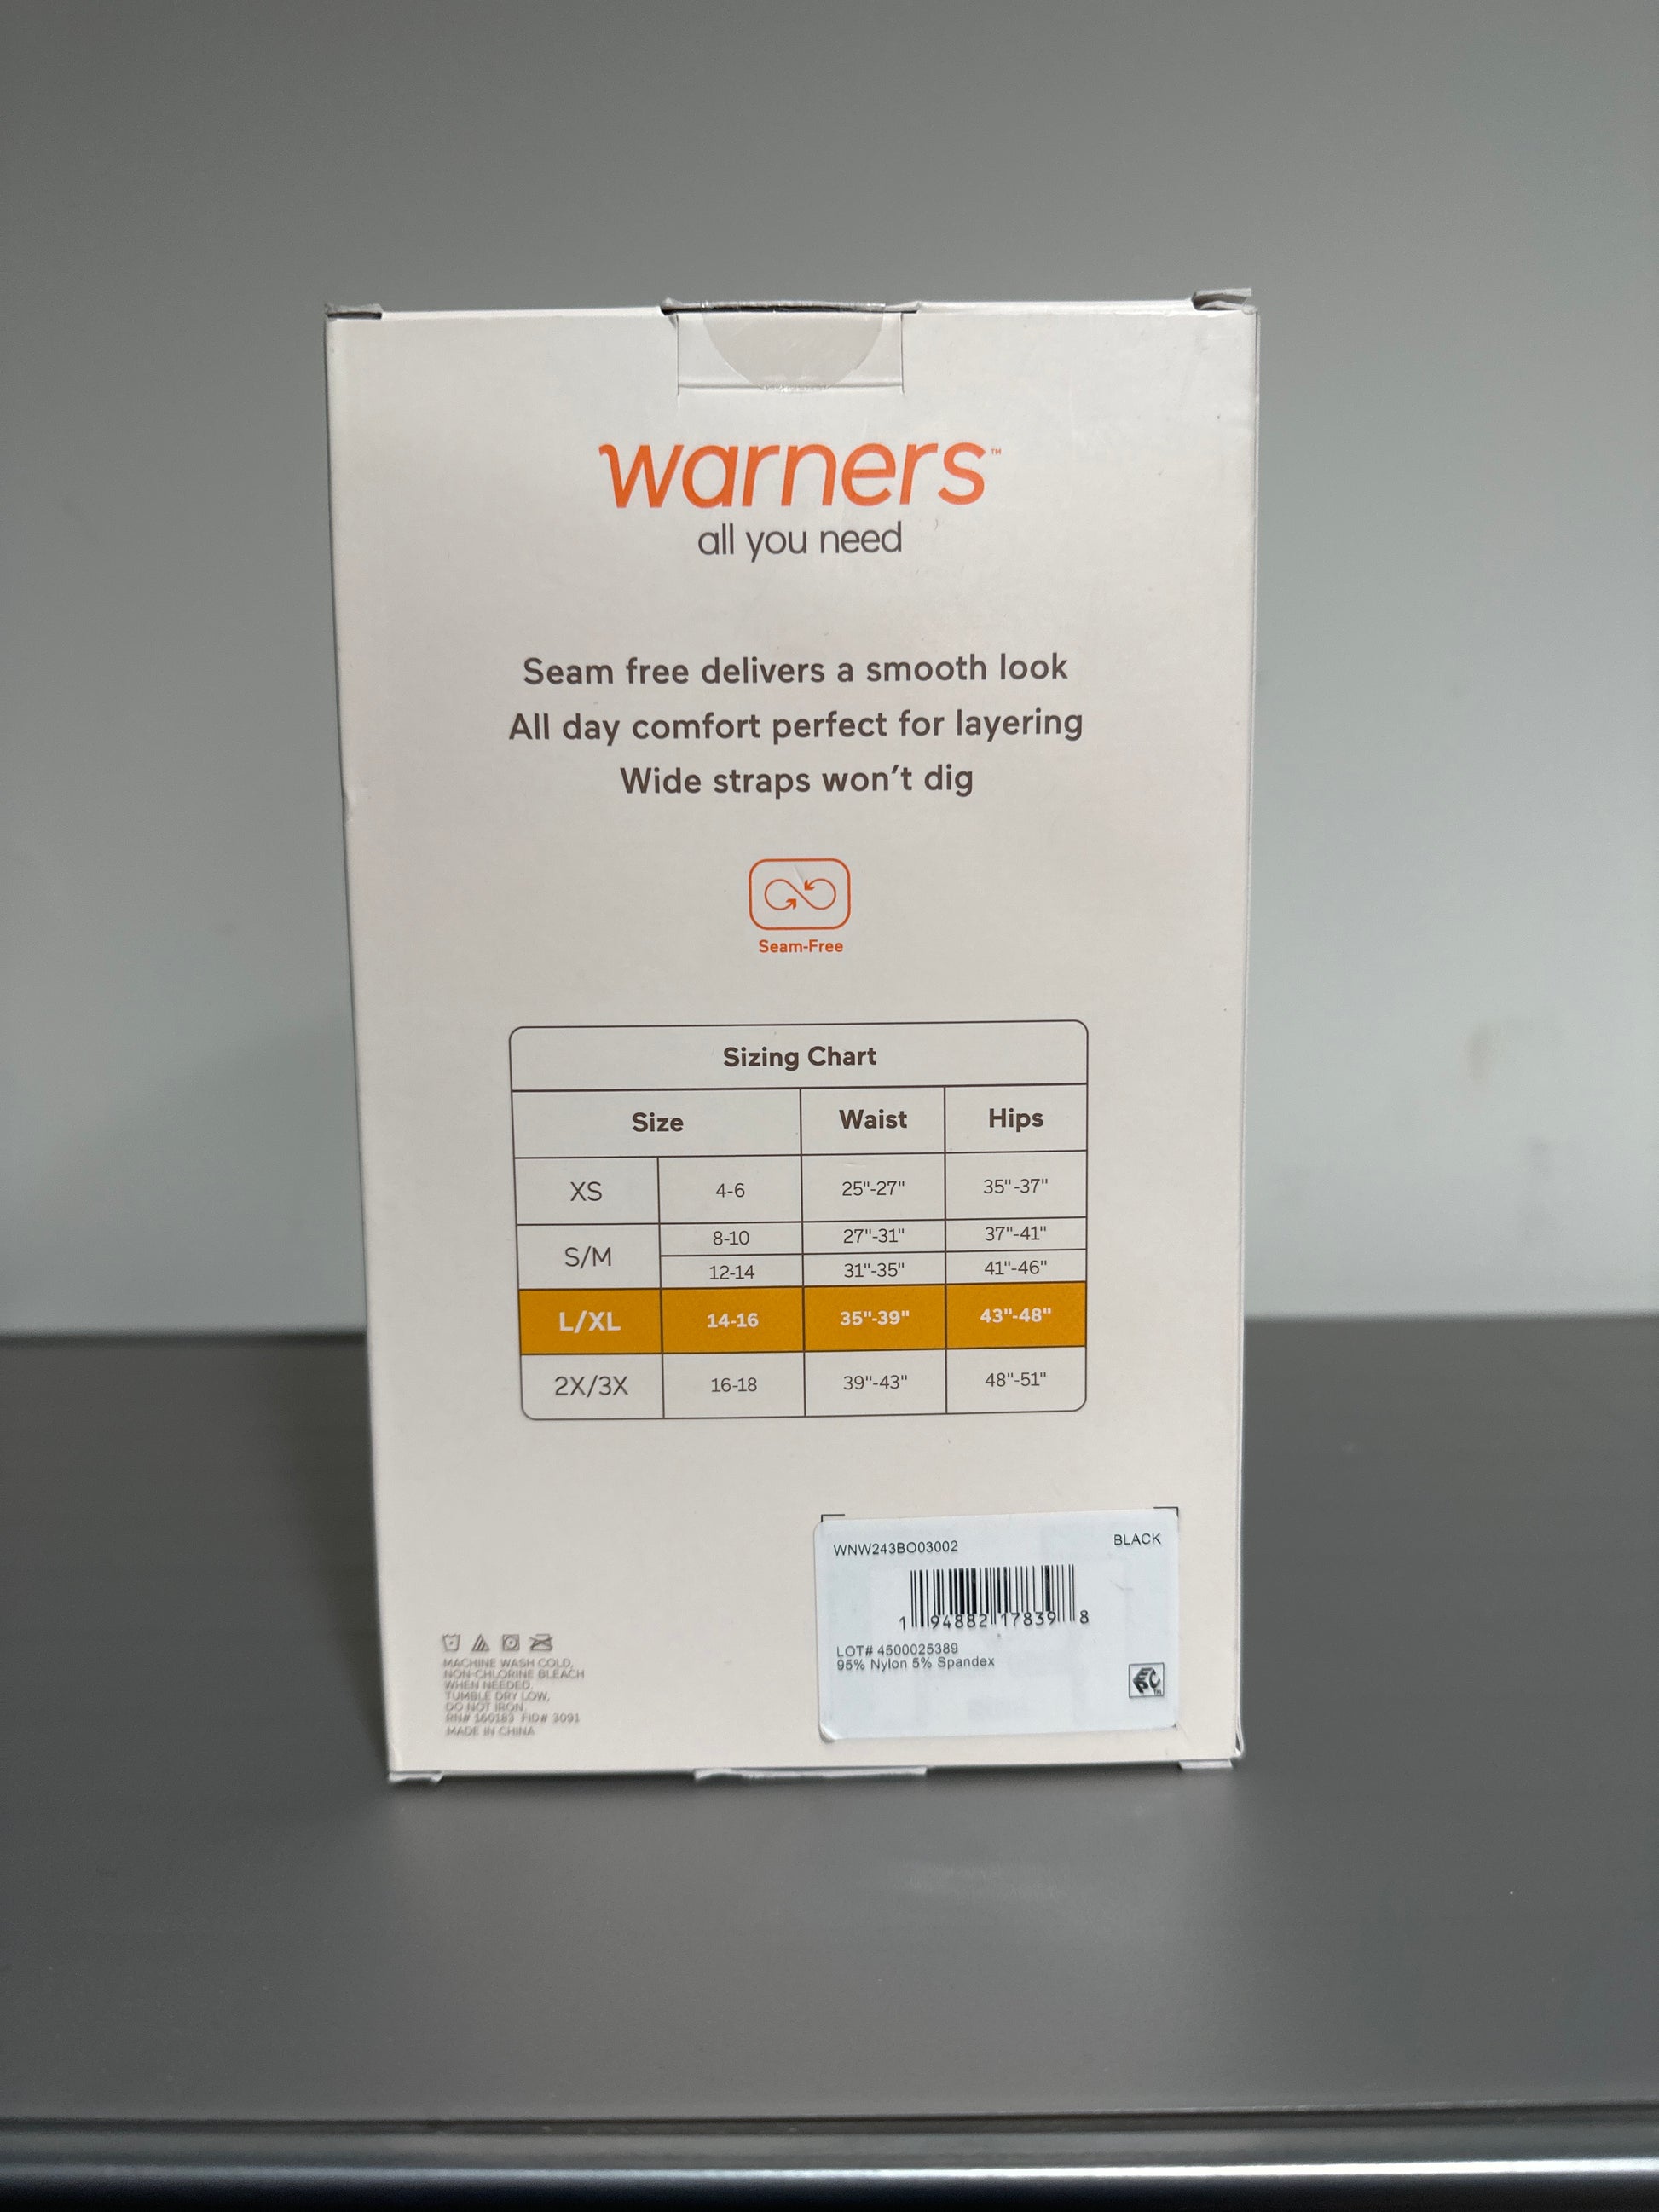 warners™
all you need
Seam free delivers a smooth look
All day comfort perfect for layering
Wide straps won't dig
Seam-Free
Sizing Chart
Size Waist Hips
XS 4-6 25"-27" 35"-37"
S/M 8-10 27"-31" 37"-41"
12-14 31"-35" 41"-46"
L/XL 14-16 35"-39" 43"-48"
2X/3X 16-18 39"-43" 48"-51"
WNW243BO03002 BLACK
1 94882 17839 8
LOT# 4500025389
95% Nylon 5% Spandex
MACHINE WASH COLD,
NON-CHLORINE BLEACH
WHEN NEEDED,
TUMBLE DRY LOW,
DO NOT IRON.
RN# 160183 FID# 3091
MADE IN CHINA